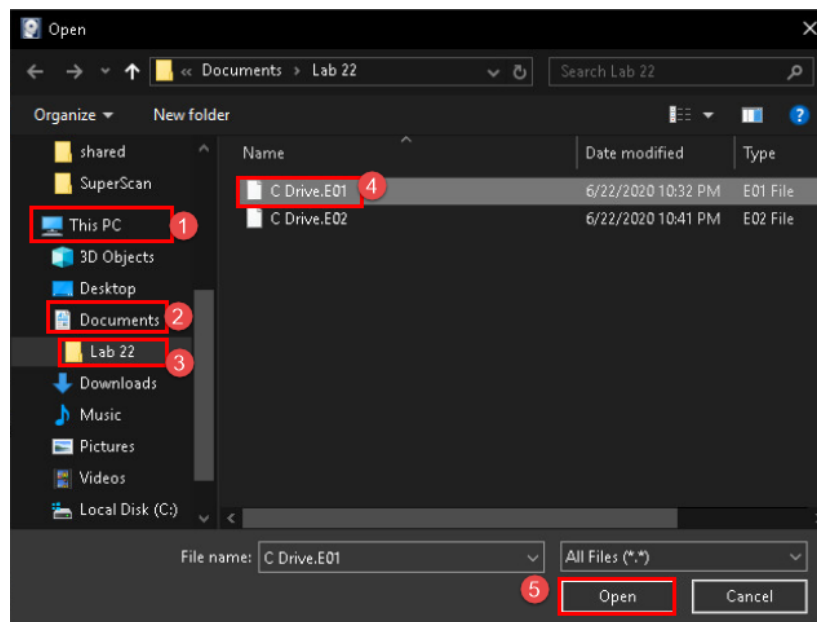 Open
« Documents > Lab 22
Search Lab 22
Organize
New folder
shared
SuperScan
This PC
1
3D Objects
Desktop
Documents
2
Lab 22
3
Downloads
Music
Pictures
Videos
Local Disk (C:)
Name
Date modified
Type
C Drive.E01
4
6/22/2020 10:32 PM
E01 File
C Drive.E02
6/22/2020 10:41 PM
E02 File
File name:
C Drive.E01
All Files (*.*)
5
Open
Cancel